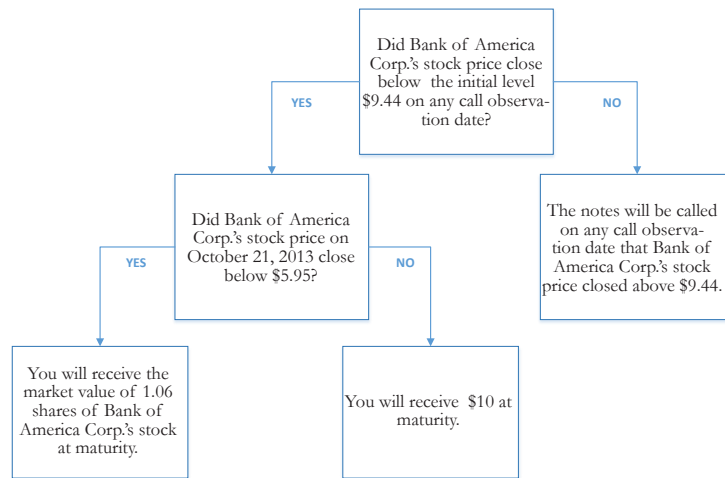 Did Bank of America
Corp.'s stock price close
below the initial level
$9.44 on any call observa-
tion date?
YES
NO
Did Bank of America
Corp.'s stock price on
October 21, 2013 close
below $5.95?
The notes will be called
on any call observa-
tion date that Bank of
America Corp.'s stock
price closed above $9.44.
YES
NO
You will receive the
market value of 1.06
shares of Bank of
America Corp.'s stock
at maturity.
You will receive $10 at
maturity.